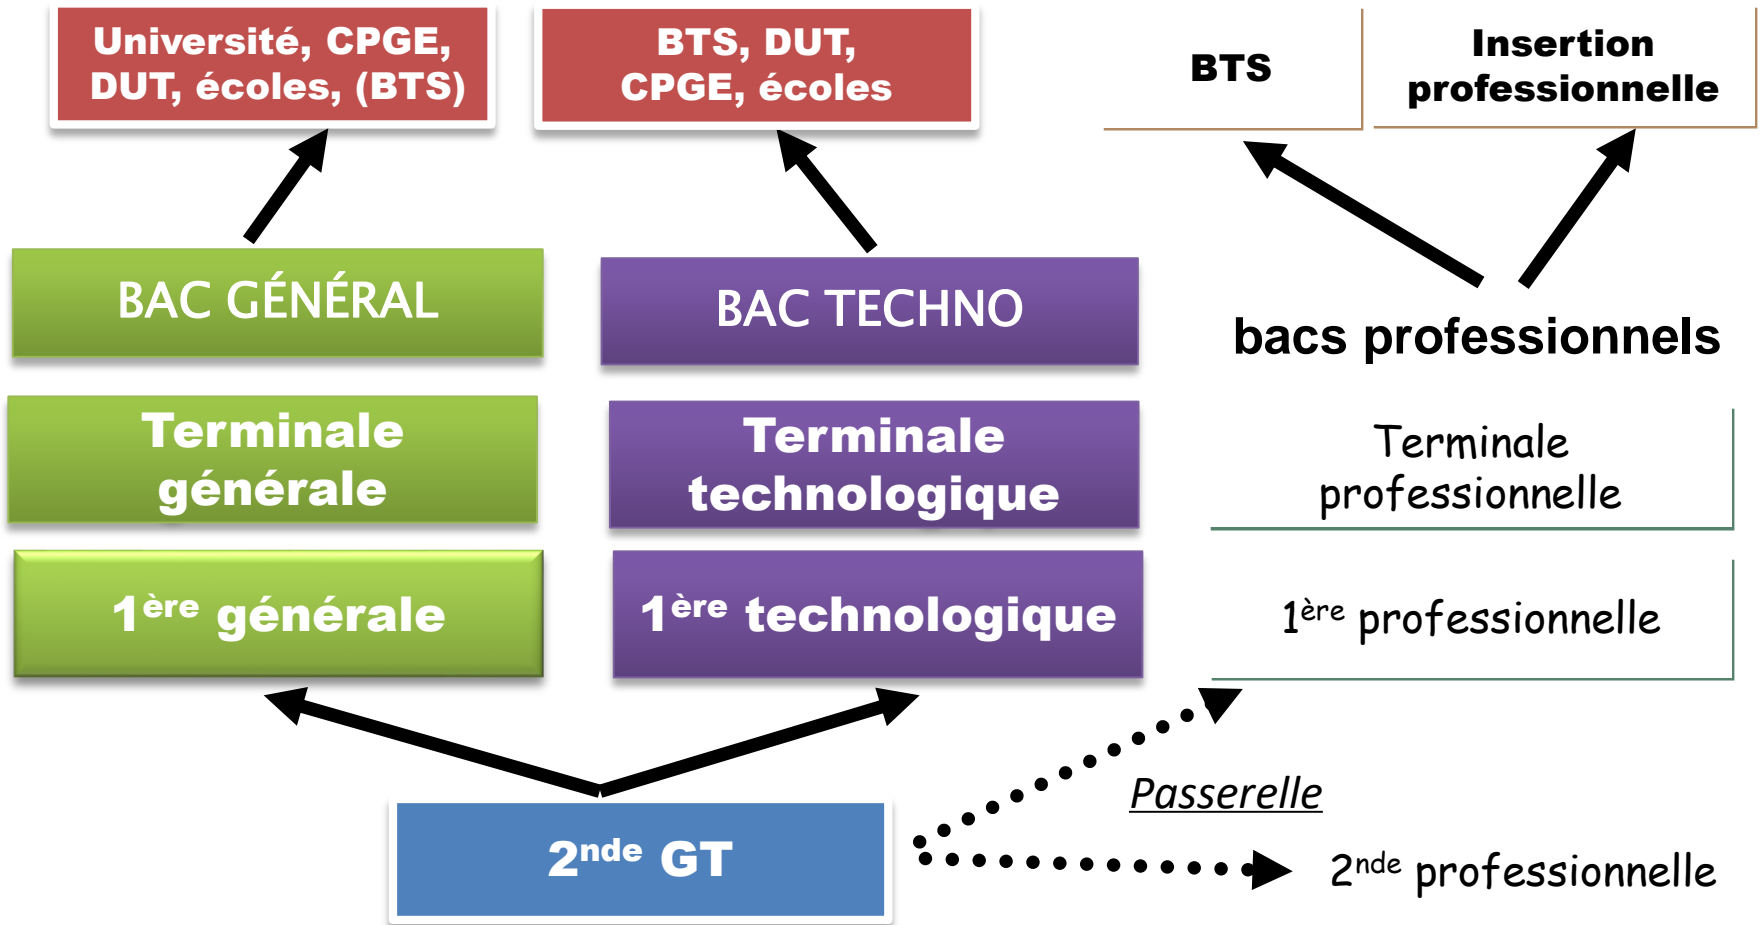 Université, CPGE,
DUT, écoles, (BTS)
BTS, DUT,
CPGE, écoles
BTS
Insertion
professionnelle
BAC GÉNÉRAL
BAC TECHNO
bacs professionnels
Terminale
générale
Terminale
technologique
Terminale
professionnelle
1ère générale
1ère technologique
1ère professionnelle
Passerelle
2nde GT
2nde professionnelle